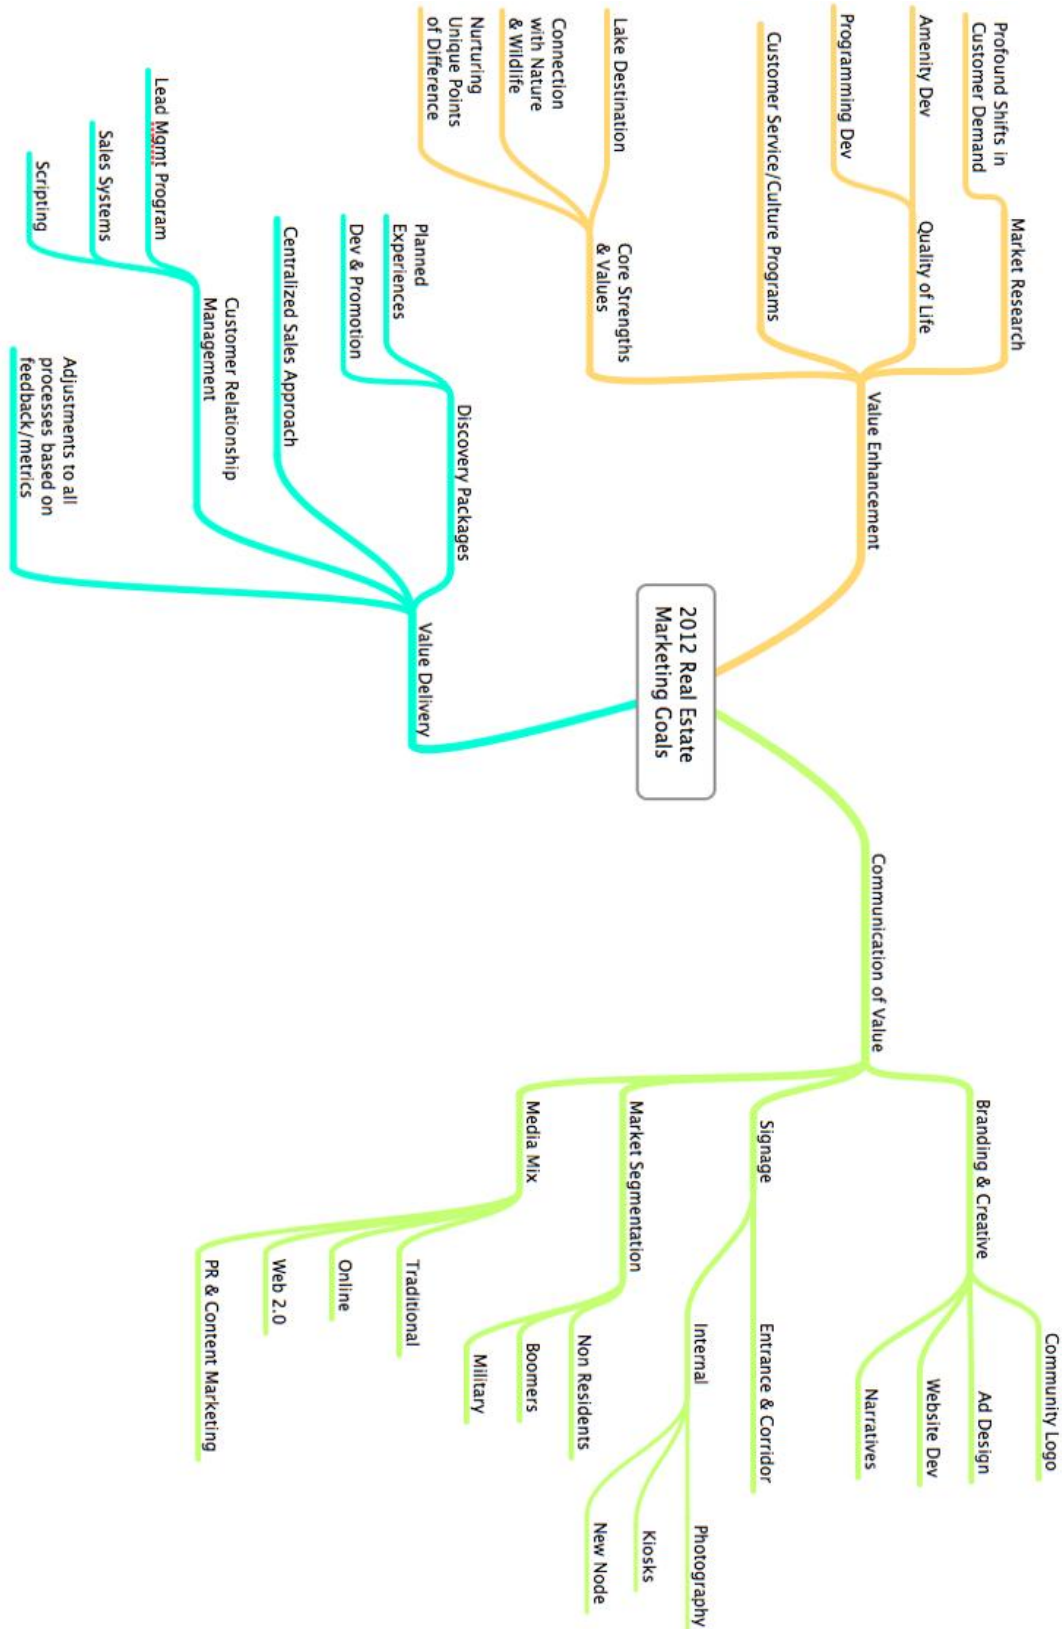 2012 Real Estate
Marketing Goals
Value Enhancement
Market Research
Profound Shifts in
Customer Demand
Quality of Life
Amenity Dev
Programming Dev
Customer Service/Culture Programs
Core Strengths
& Values
Lake Destination
Connection
with Nature
& Wildlife
Nurturing
Unique Points
of Difference
Communication of Value
Branding & Creative
Community Logo
Ad Design
Website Dev
Narratives
Signage
Entrance & Corridor
Internal
Photography
Kiosks
New Node
Market Segmentation
Non Residents
Boomers
Military
Media Mix
Traditional
Online
Web 2.0
PR & Content Marketing
Value Delivery
Discovery Packages
Planned
Experiences
Dev & Promotion
Centralized Sales Approach
Customer Relationship
Management
Lead Mgmt Program
Sales Systems
Scripting
Adjustments to all
processes based on
feedback/metrics